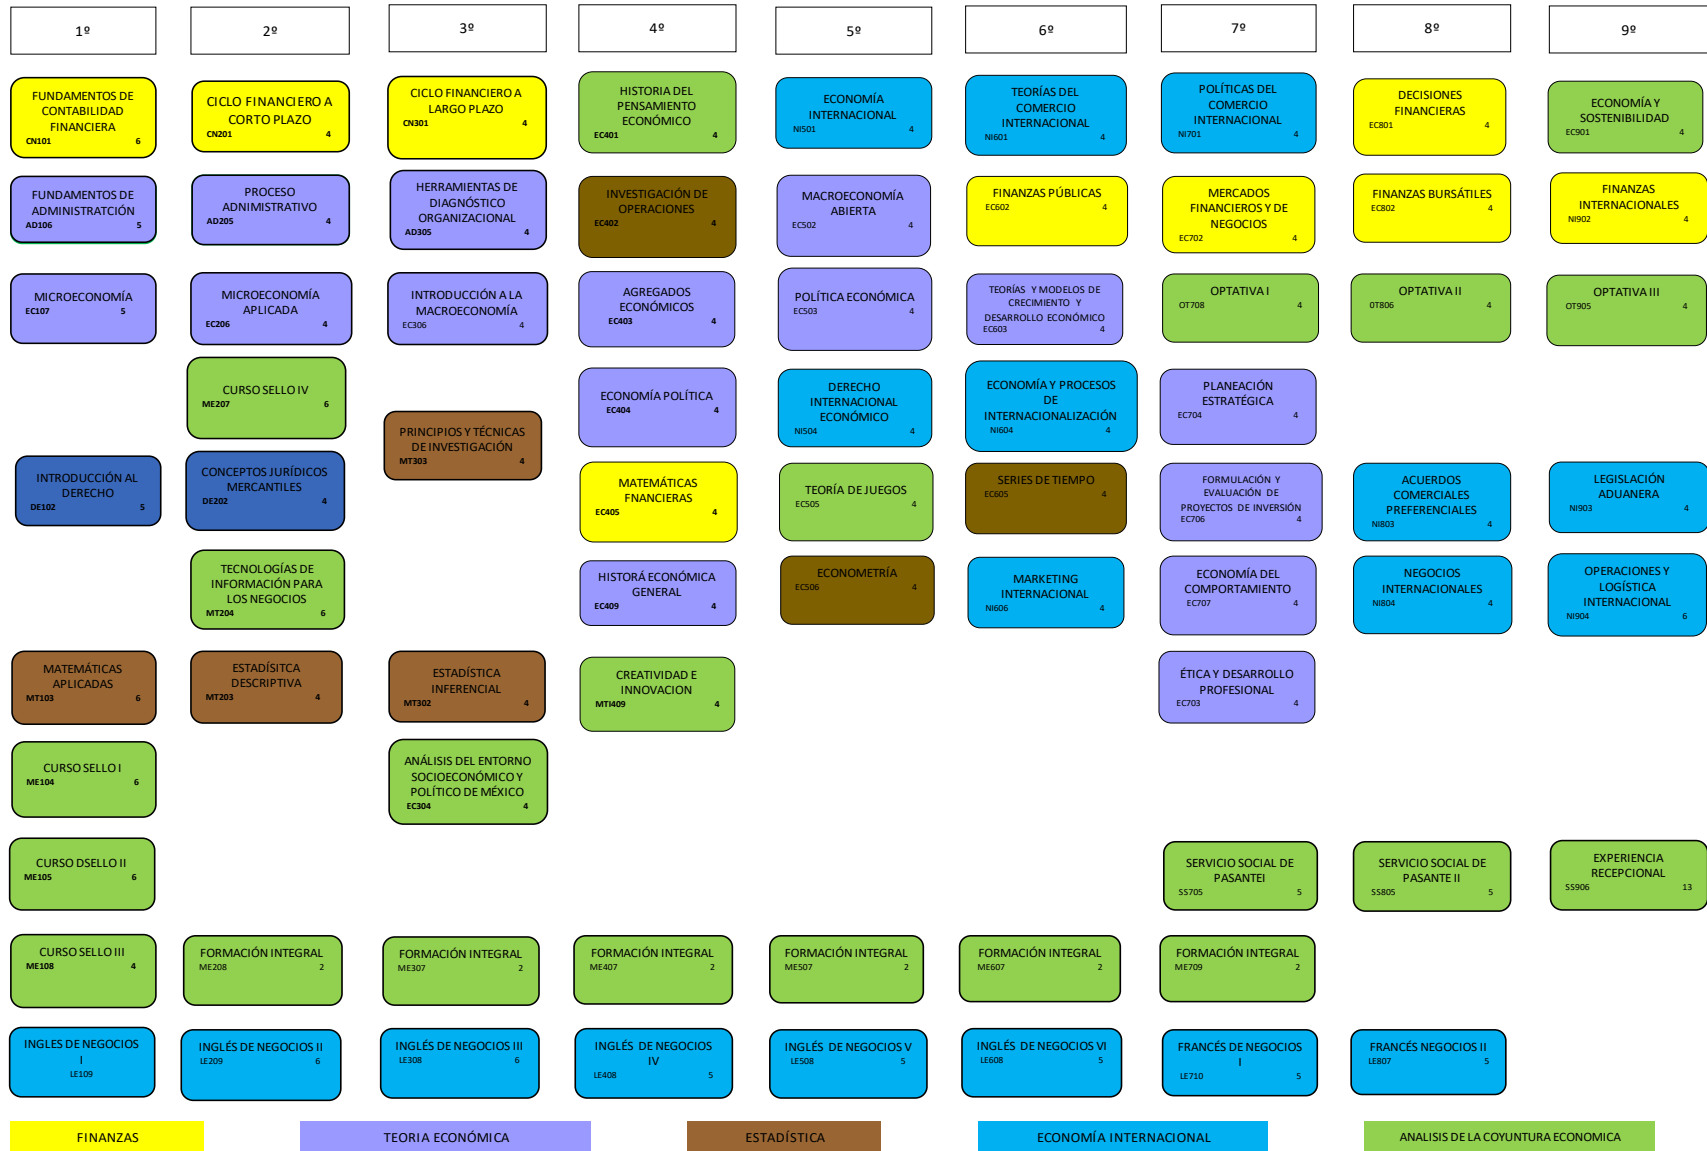 1º 2º 3º 4º 5º 6º 7º 8º 9º
FUNDAMENTOS DE
CONTABILIDAD
FINANCIERA
CN101 6
CICLO FINANCIERO A
CORTO PLAZO
CN201 4
CICLO FINANCIERO A
LARGO PLAZO
CN301 4
HISTORIA DEL
PENSAMIENTO
ECONÓMICO
EC401 4
ECONOMÍA
INTERNACIONAL
NI501 4
TEORÍAS DEL
COMERCIO
INTERNACIONAL
NI601 4
POLÍTICAS DEL
COMERCIO
INTERNACIONAL
NI701 4
DECISIONES
FINANCIERAS
EC801 4
ECONOMÍA Y
SOSTENIBILIDAD
EC901 4
FUNDAMENTOS DE
ADMINISTRATCIÓN
AD106 5
PROCESO
ADNIMISTRATIVO
AD205 4
HERRAMIENTAS DE
DIAGNÓSTICO
ORGANIZACIONAL
AD305 4
INVESTIGACIÓN DE
OPERACIONES
EC402 4
MACROECONOMÍA
ABIERTA
EC502 4
FINANZAS PÚBLICAS
EC602 4
MERCADOS
FINANCIEROS Y DE
NEGOCIOS
EC702 4
FINANZAS BURSÁTILES
EC802 4
FINANZAS
INTERNACIONALES
NI902 4
MICROECONOMÍA
EC107 5
MICROECONOMÍA
APLICADA
EC206 4
INTRODUCCIÓN A LA
MACROECONOMÍA
EC306 4
AGREGADOS
ECONÓMICOS
EC403 4
POLÍTICA ECONÓMICA
EC503 4
TEORÍAS Y MODELOS DE
CRECIMIENTO Y
DESARROLLO ECONÓMICO
EC603 4
OPTATIVA I
OT708 4
OPTATIVA II
0T806 4
OPTATIVA III
OT905 4
CURSO SELLO IV
ME207 6
PRINCIPIOS Y TÉCNICAS
DE INVESTIGACIÓN
MT303 4
ECONOMÍA POLÍTICA
EC404 4
DERECHO
INTERNACIONAL
ECONÓMICO
NI504 4
ECONOMÍA Y PROCESOS
DE
INTERNACIONALIZACIÓN
NI604 4
PLANEACIÓN
ESTRATÉGICA
EC704 4
INTRODUCCIÓN AL
DERECHO
DE102 5
CONCEPTOS JURÍDICOS
MERCANTILES
DE202 4
MATEMÁTICAS
FNANCIERAS
EC405 4
TEORÍA DE JUEGOS
EC505 4
SERIES DE TIEMPO
EC605 4
FORMULACIÓN Y
EVALUACIÓN DE
PROYECTOS DE INVERSIÓN
EC706 4
ACUERDOS
COMERCIALES
PREFERENCIALES
NI803 4
LEGISLACIÓN
ADUANERA
NI903 4
TECNOLOGÍAS DE
INFORMACIÓN PARA
LOS NEGOCIOS
MT204 6
HISTORÁ ECONÓMICA
GENERAL
EC409 4
ECONOMETRÍA
EC506 4
MARKETING
INTERNACIONAL
NI606 4
ECONOMÍA DEL
COMPORTAMIENTO
EC707 4
NEGOCIOS
INTERNACIONALES
NI804 4
OPERACIONES Y
LOGÍSTICA
INTERNACIONAL
NI904 6
MATEMÁTICAS
APLICADAS
MT103 6
ESTADÍSITCA
DESCRIPTIVA
MT203 4
ESTADÍSTICA
INFERENCIAL
MT302 4
CREATIVIDAD E
INNOVACION
MTI409 4
ÉTICA Y DESARROLLO
PROFESIONAL
EC703 4
CURSO SELLO I
ME104 6
ANÁLISIS DEL ENTORNO
SOCIOECONÓMICO Y
POLÍTICO DE MÉXICO
EC304 4
CURSO DSELLO II
ME105 6
SERVICIO SOCIAL DE
PASANTEI
SS705 5
SERVICIO SOCIAL DE
PASANTE II
SS805 5
EXPERIENCIA
RECEPCIONAL
SS906 13
CURSO SELLO III
ME108 4
FORMACIÓN INTEGRAL
ME208 2
FORMACIÓN INTEGRAL
ME307 2
FORMACIÓN INTEGRAL
ME407 2
FORMACIÓN INTEGRAL
ME507 2
FORMACIÓN INTEGRAL
ME607 2
FORMACIÓN INTEGRAL
ME709 2
INGLES DE NEGOCIOS
I
LE109
INGLÉS DE NEGOCIOS II
LE209 6
INGLÉS DE NEGOCIOS III
LE308 6
INGLÉS DE NEGOCIOS
IV
LE408 5
INGLÉS DE NEGOCIOS V
LE508 5
INGLÉS DE NEGOCIOS VI
LE608 5
FRANCÉS DE NEGOCIOS
I
LE710 5
FRANCÉS NEGOCIOS II
LE807 5
FINANZAS
TEORIA ECONÓMICA
ESTADÍSTICA
ECONOMÍA INTERNACIONAL
ANALISIS DE LA COYUNTURA ECONOMICA